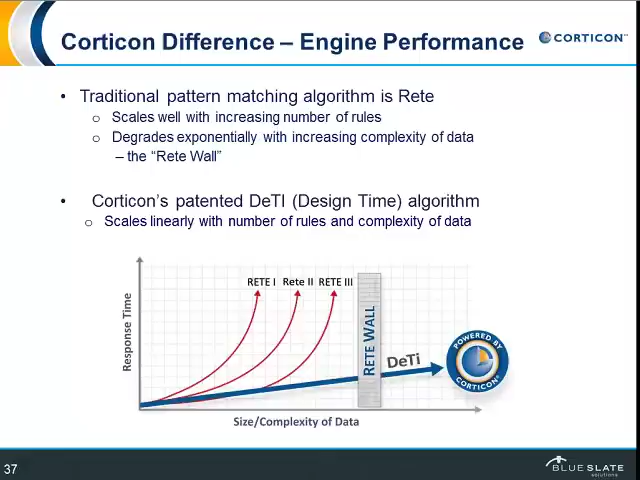 Corticon Difference – Engine Performance
CORTICON™
• Traditional pattern matching algorithm is Rete
o Scales well with increasing number of rules
o Degrades exponentially with increasing complexity of data
– the “Rete Wall”
• Corticon’s patented DeTI (Design Time) algorithm
o Scales linearly with number of rules and complexity of data
RETE I Rete II RETE III
RETE WALL
DeTi
POWERED BY
CORTICON
Response Time
Size/Complexity of Data
37
BLUE SLATE
solutions